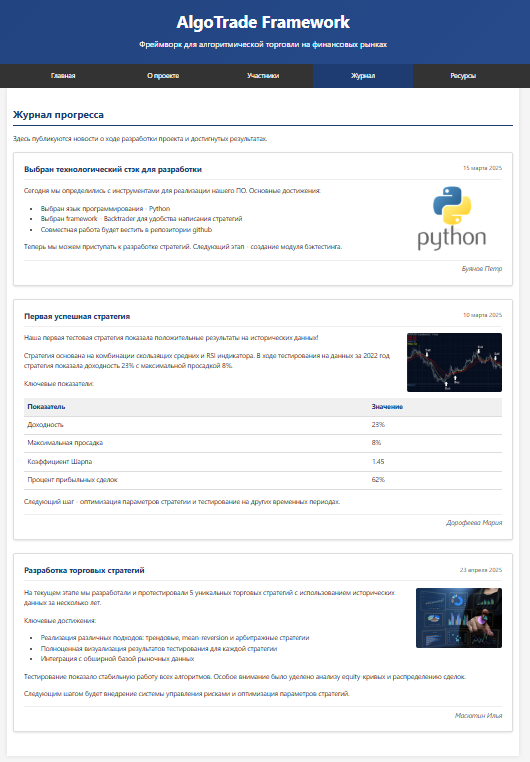 AlgoTrade Framework
Фреймворк для алгоритмической торговли на финансовых рынках
Главная
О проекте
Участники
Журнал
Ресурсы
Журнал прогресса
Здесь публикуются новости о ходе разработки проекта и достигнутых результатах.
Выбран технологический стэк для разработки
15 марта 2025
Сегодня мы определились с инструментами для реализации нашего ПО. Основные достижения:
Выбран язык программирования - Python
Выбран framework - Backtrader для удобства написания стратегий
Совместная работа будет вестить в репозитории github
Теперь мы можем приступать к разработке стратегий. Следующий этап - создание модуля бэктестинга.
python
Буянов Петр
Первая успешная стратегия
10 марта 2025
Наша первая тестовая стратегия показала положительные результаты на исторических данных!
Стратегия основана на комбинации скользящих средних и RSI индикатора. В ходе тестирования на данных за 2022 год
стратегия показала доходность 23% с максимальной просадкой 8%.
Ключевые показатели:
Показатель Значение
Доходность 23%
Максимальная просадка 8%
Коэффициент Шарпа 1.45
Процент прибыльных сделок 62%
Следующий шаг - оптимизация параметров стратегии и тестирование на других временных периодах.
Дорофеева Мария
Разработка торговых стратегий
23 апреля 2025
На текущем этапе мы разработали и протестировали 5 уникальных торговых стратегий с использованием исторических
данных за несколько лет.
Ключевые достижения:
Реализация различных подходов: трендовые, mean-reversion и арбитражные стратегии
Полноценная визуализация результатов тестирования для каждой стратегии
Интеграция с обширной базой рыночных данных
Тестирование показало стабильную работу всех алгоритмов. Особое внимание было уделено анализу equity-кривых и распределению сделок.
Следующим шагом будет внедрение системы управления рисками и оптимизация параметров стратегий.
Масютин Илья